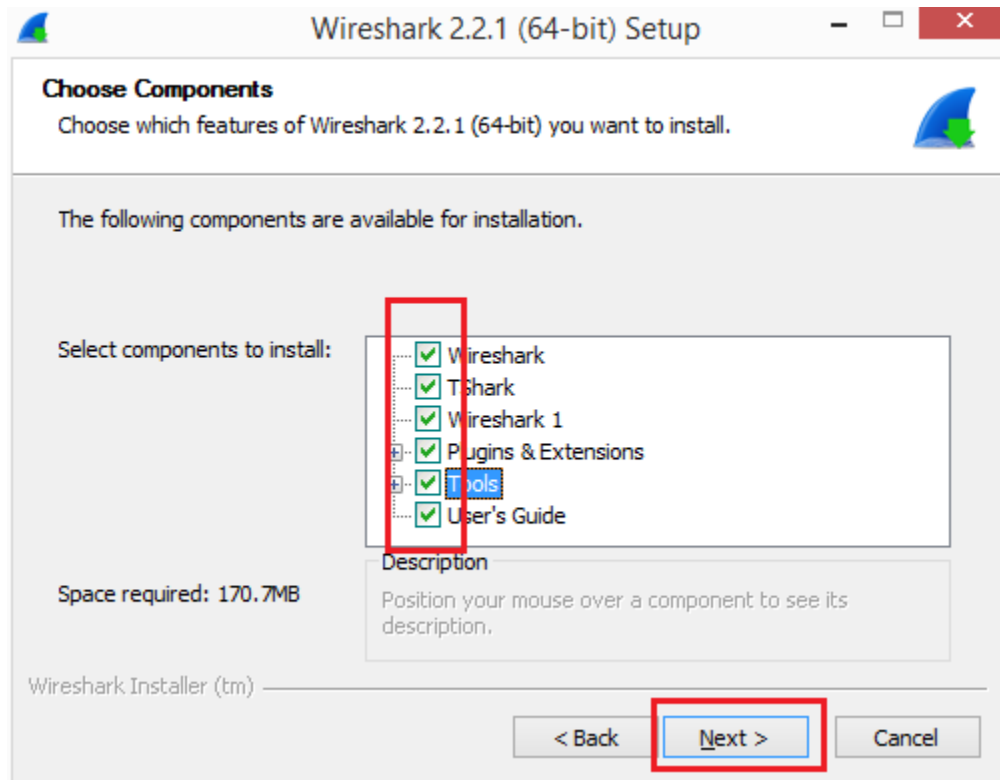 Wireshark 2.2.1 (64-bit) Setup
Choose Components
Choose which features of Wireshark 2.2.1 (64-bit) you want to install.
The following components are available for installation.
Select components to install:
Wireshark
TShark
Wireshark 1
Plugins & Extensions
Tools
User's Guide
Space required: 170.7MB
Description
Position your mouse over a component to see its
description.
Wireshark Installer (tm)
< Back
Next >
Cancel